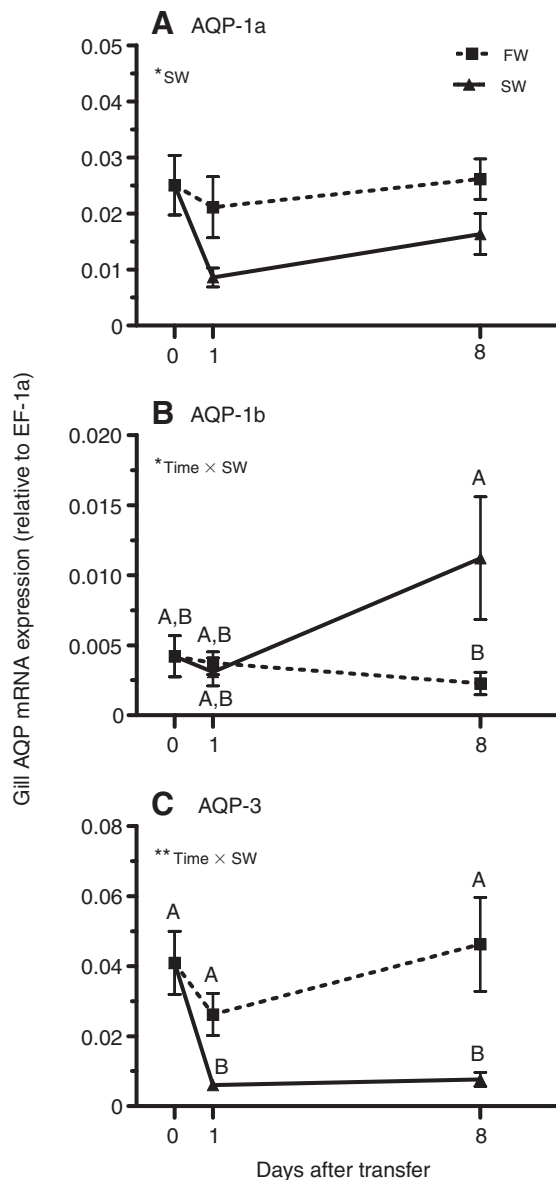 A AQP-1a
0.05
*SW
FW
SW
0.04
0.03
0.02
0.01
0
0 1 8
B AQP-1b
0.020
*Time × SW
A
0.015
0.010
A,B A,B
B
0.005
A,B
0
0 1 8
C AQP-3
0.08
**Time × SW
A
0.06
A
A
0.04
0.02
B
B
0
0 1 8
Days after transfer
Gill AQP mRNA expression (relative to EF-1a)